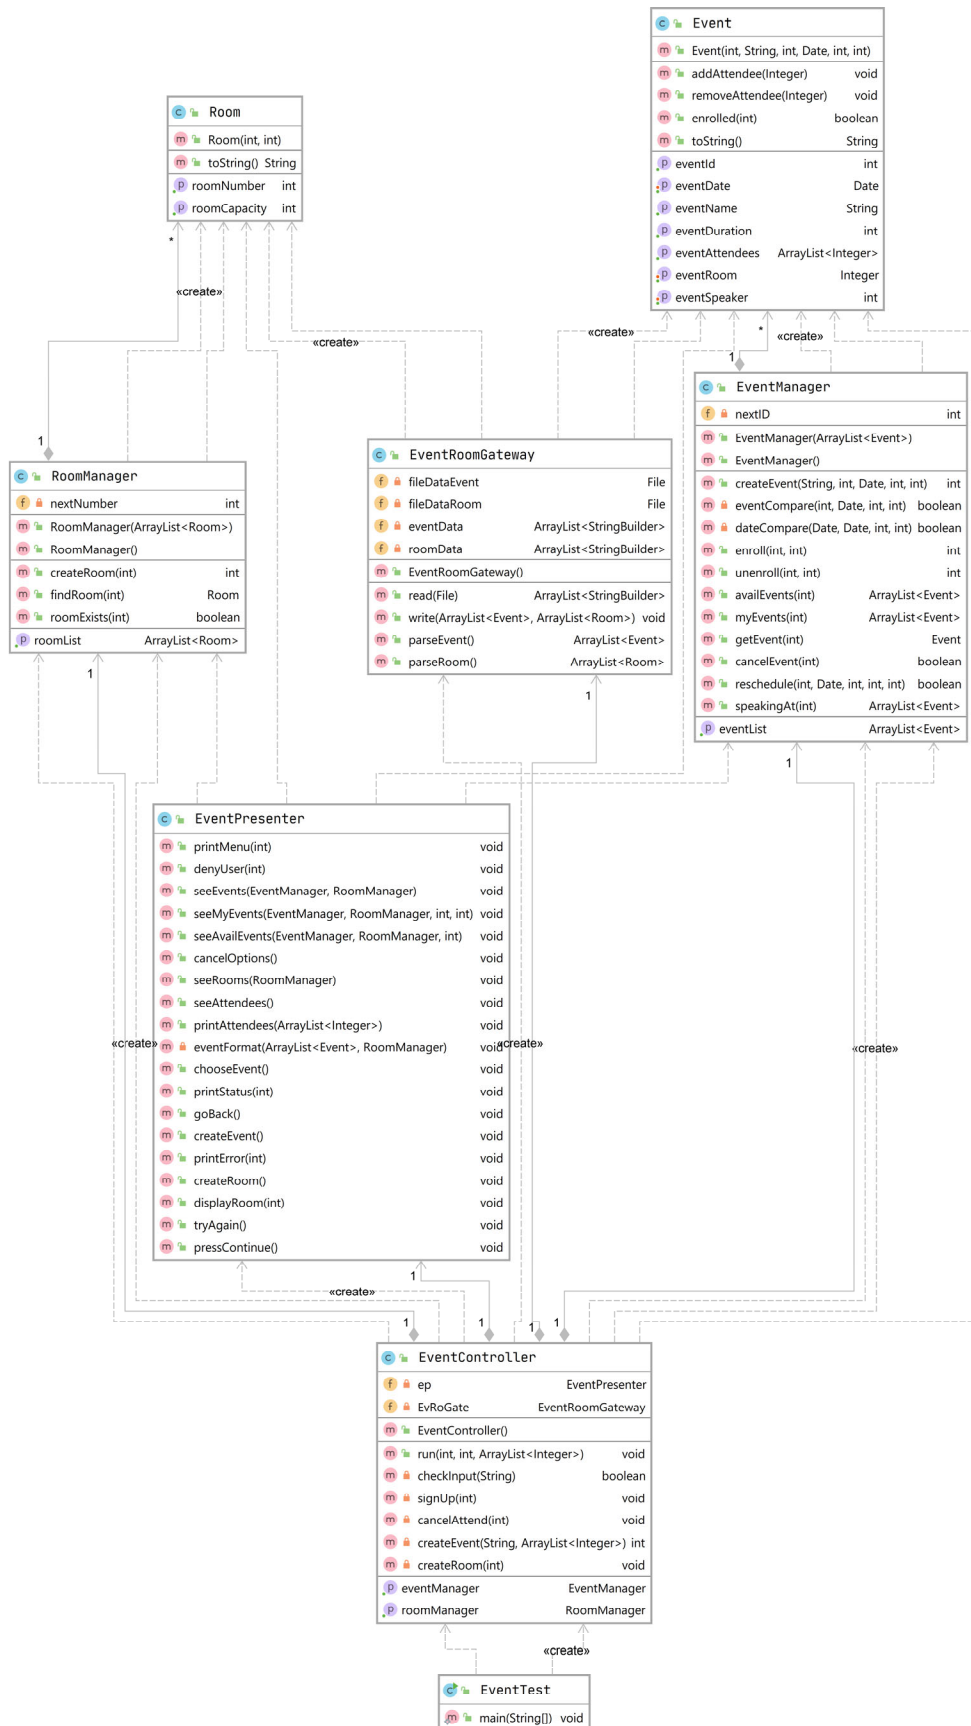 Event
Event(int, String, int, Date, int, int)
addAttendee(Integer) void
removeAttendee(Integer) void
enrolled(int) boolean
toString() String
eventId int
eventDate Date
eventName String
eventDuration int
eventAttendees ArrayList<Integer>
eventRoom Integer
eventSpeaker int
Room
Room(int, int)
toString() String
roomNumber int
roomCapacity int
*
«create»
«create»
«create»
*
«create»
1
1
EventManager
nextID int
EventManager(ArrayList<Event>)
EventManager()
createEvent(String, int, Date, int, int) int
eventCompare(int, Date, int, int) boolean
dateCompare(Date, Date, int, int) boolean
enroll(int, int) int
unenroll(int, int) int
availEvents(int) ArrayList<Event>
myEvents(int) ArrayList<Event>
getEvent(int) Event
cancelEvent(int) boolean
reschedule(int, Date, int, int, int) boolean
speakingAt(int) ArrayList<Event>
eventList ArrayList<Event>
EventRoomGateway
fileDataEvent File
fileDataRoom File
eventData ArrayList<StringBuilder>
roomData ArrayList<StringBuilder>
EventRoomGateway()
read(File) ArrayList<StringBuilder>
write(ArrayList<Event>, ArrayList<Room>) void
parseEvent() ArrayList<Event>
parseRoom() ArrayList<Room>
RoomManager
nextNumber int
RoomManager(ArrayList<Room>)
RoomManager()
createRoom(int) int
findRoom(int) Room
roomExists(int) boolean
roomList ArrayList<Room>
1
1
1
EventPresenter
printMenu(int) void
denyUser(int) void
seeEvents(EventManager, RoomManager) void
seeMyEvents(EventManager, RoomManager, int, int) void
seeAvailEvents(EventManager, RoomManager, int) void
cancelOptions() void
seeRooms(RoomManager) void
seeAttendees() void
printAttendees(ArrayList<Integer>) void
eventFormat(ArrayList<Event>, RoomManager) void
chooseEvent() void
printStatus(int) void
goBack() void
createEvent() void
printError(int) void
createRoom() void
displayRoom(int) void
tryAgain() void
pressContinue() void
«create»
«create»
«create»
1
«create»
1
1
1
1
EventController
ep EventPresenter
EvRoGate EventRoomGateway
EventController()
run(int, int, ArrayList<Integer>) void
checkInput(String) boolean
signUp(int) void
cancelAttend(int) void
createEvent(String, ArrayList<Integer>) int
createRoom(int) void
eventManager EventManager
roomManager RoomManager
«create»
EventTest
main(String[]) void